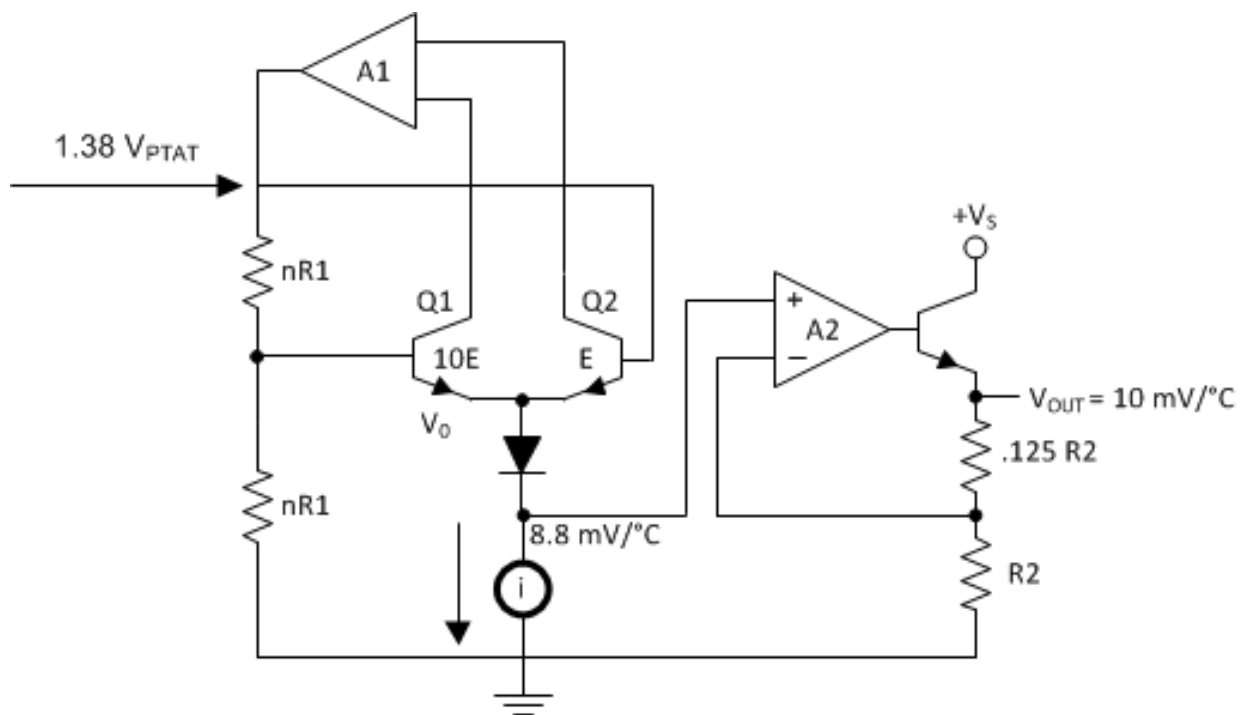 A1
1.38 VPTAT
+VS
nR1
Q1
Q2
+
A2
10E
E
−
VOUT = 10 mV/°C
V0
.125 R2
nR1
8.8 mV/°C
i
R2